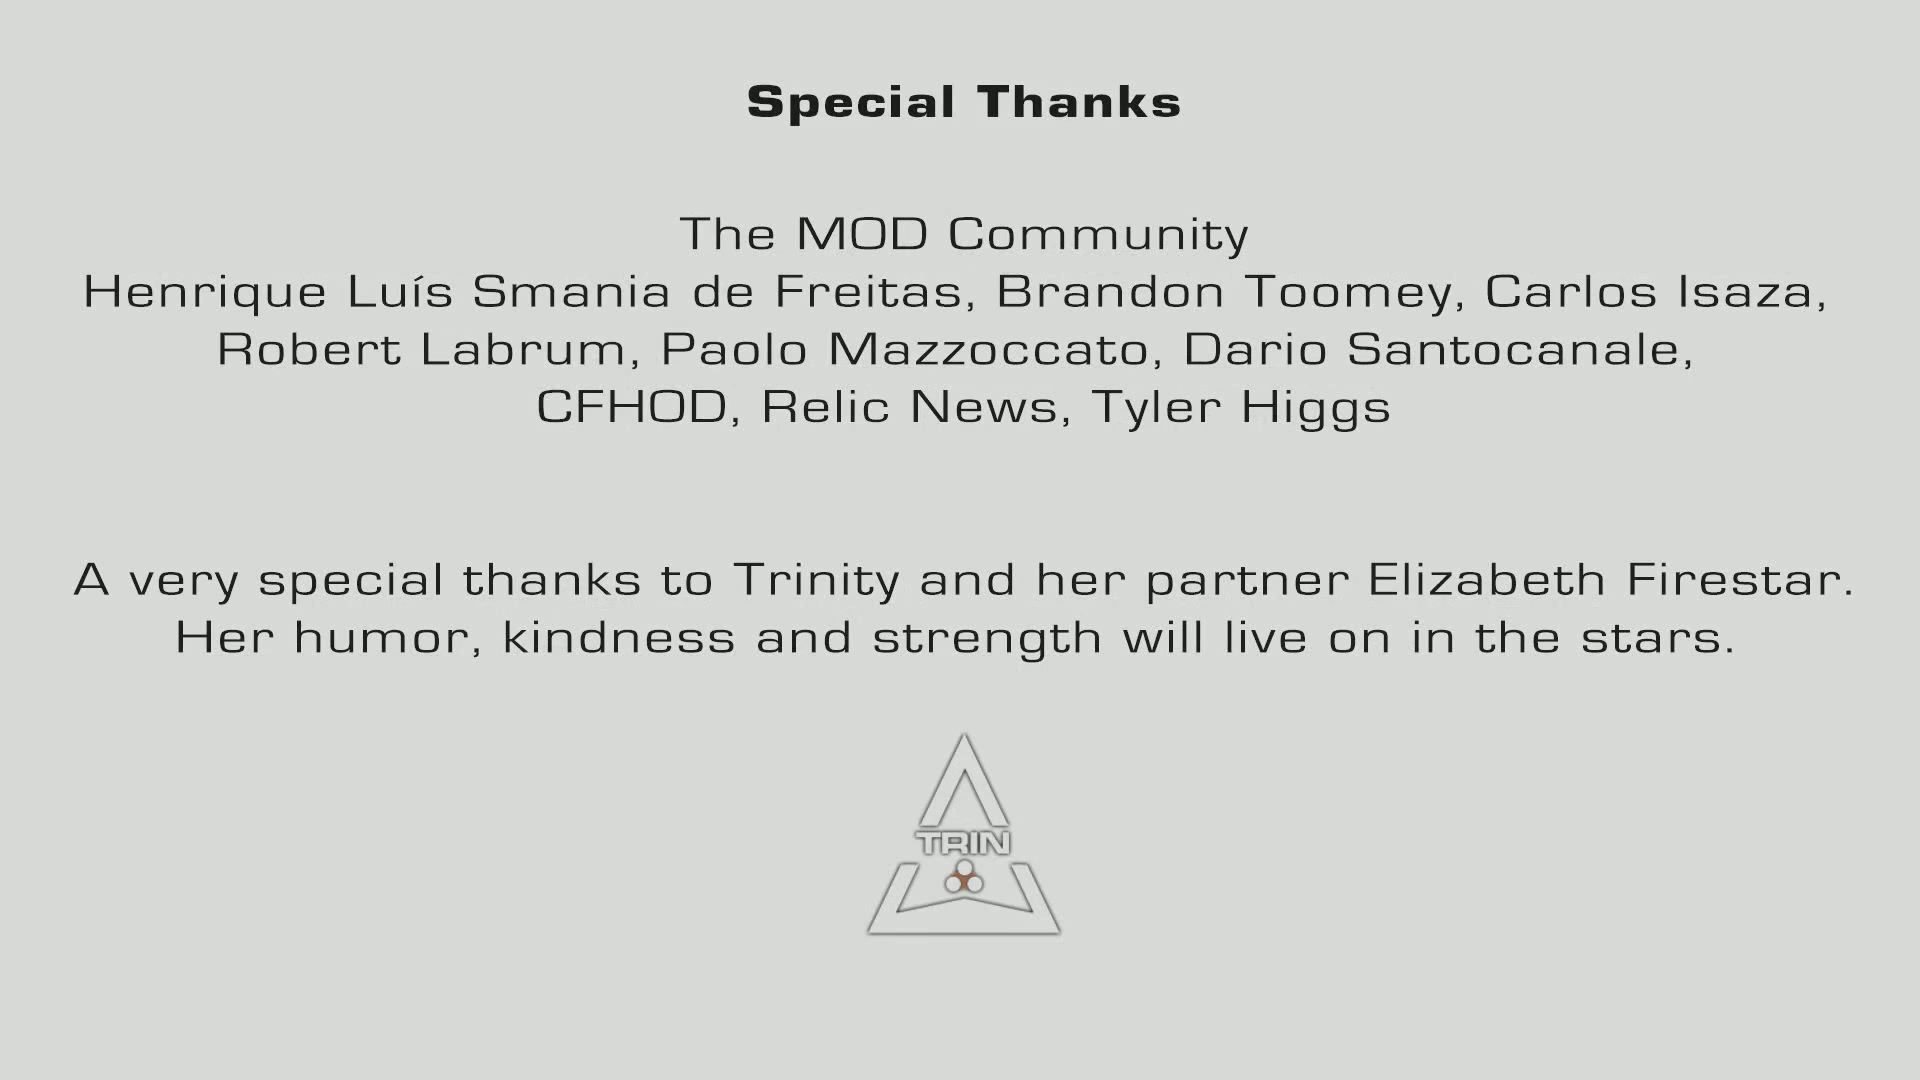 Special Thanks
The MOD Community
Henrique Luís Smania de Freitas, Brandon Toomey, Carlos Isaza,
Robert Labrum, Paolo Mazzoccato, Dario Santocanale,
CFHOD, Relic News, Tyler Higgs
A very special thanks to Trinity and her partner Elizabeth Firestar.
Her humor, kindness and strength will live on in the stars.
TRIN